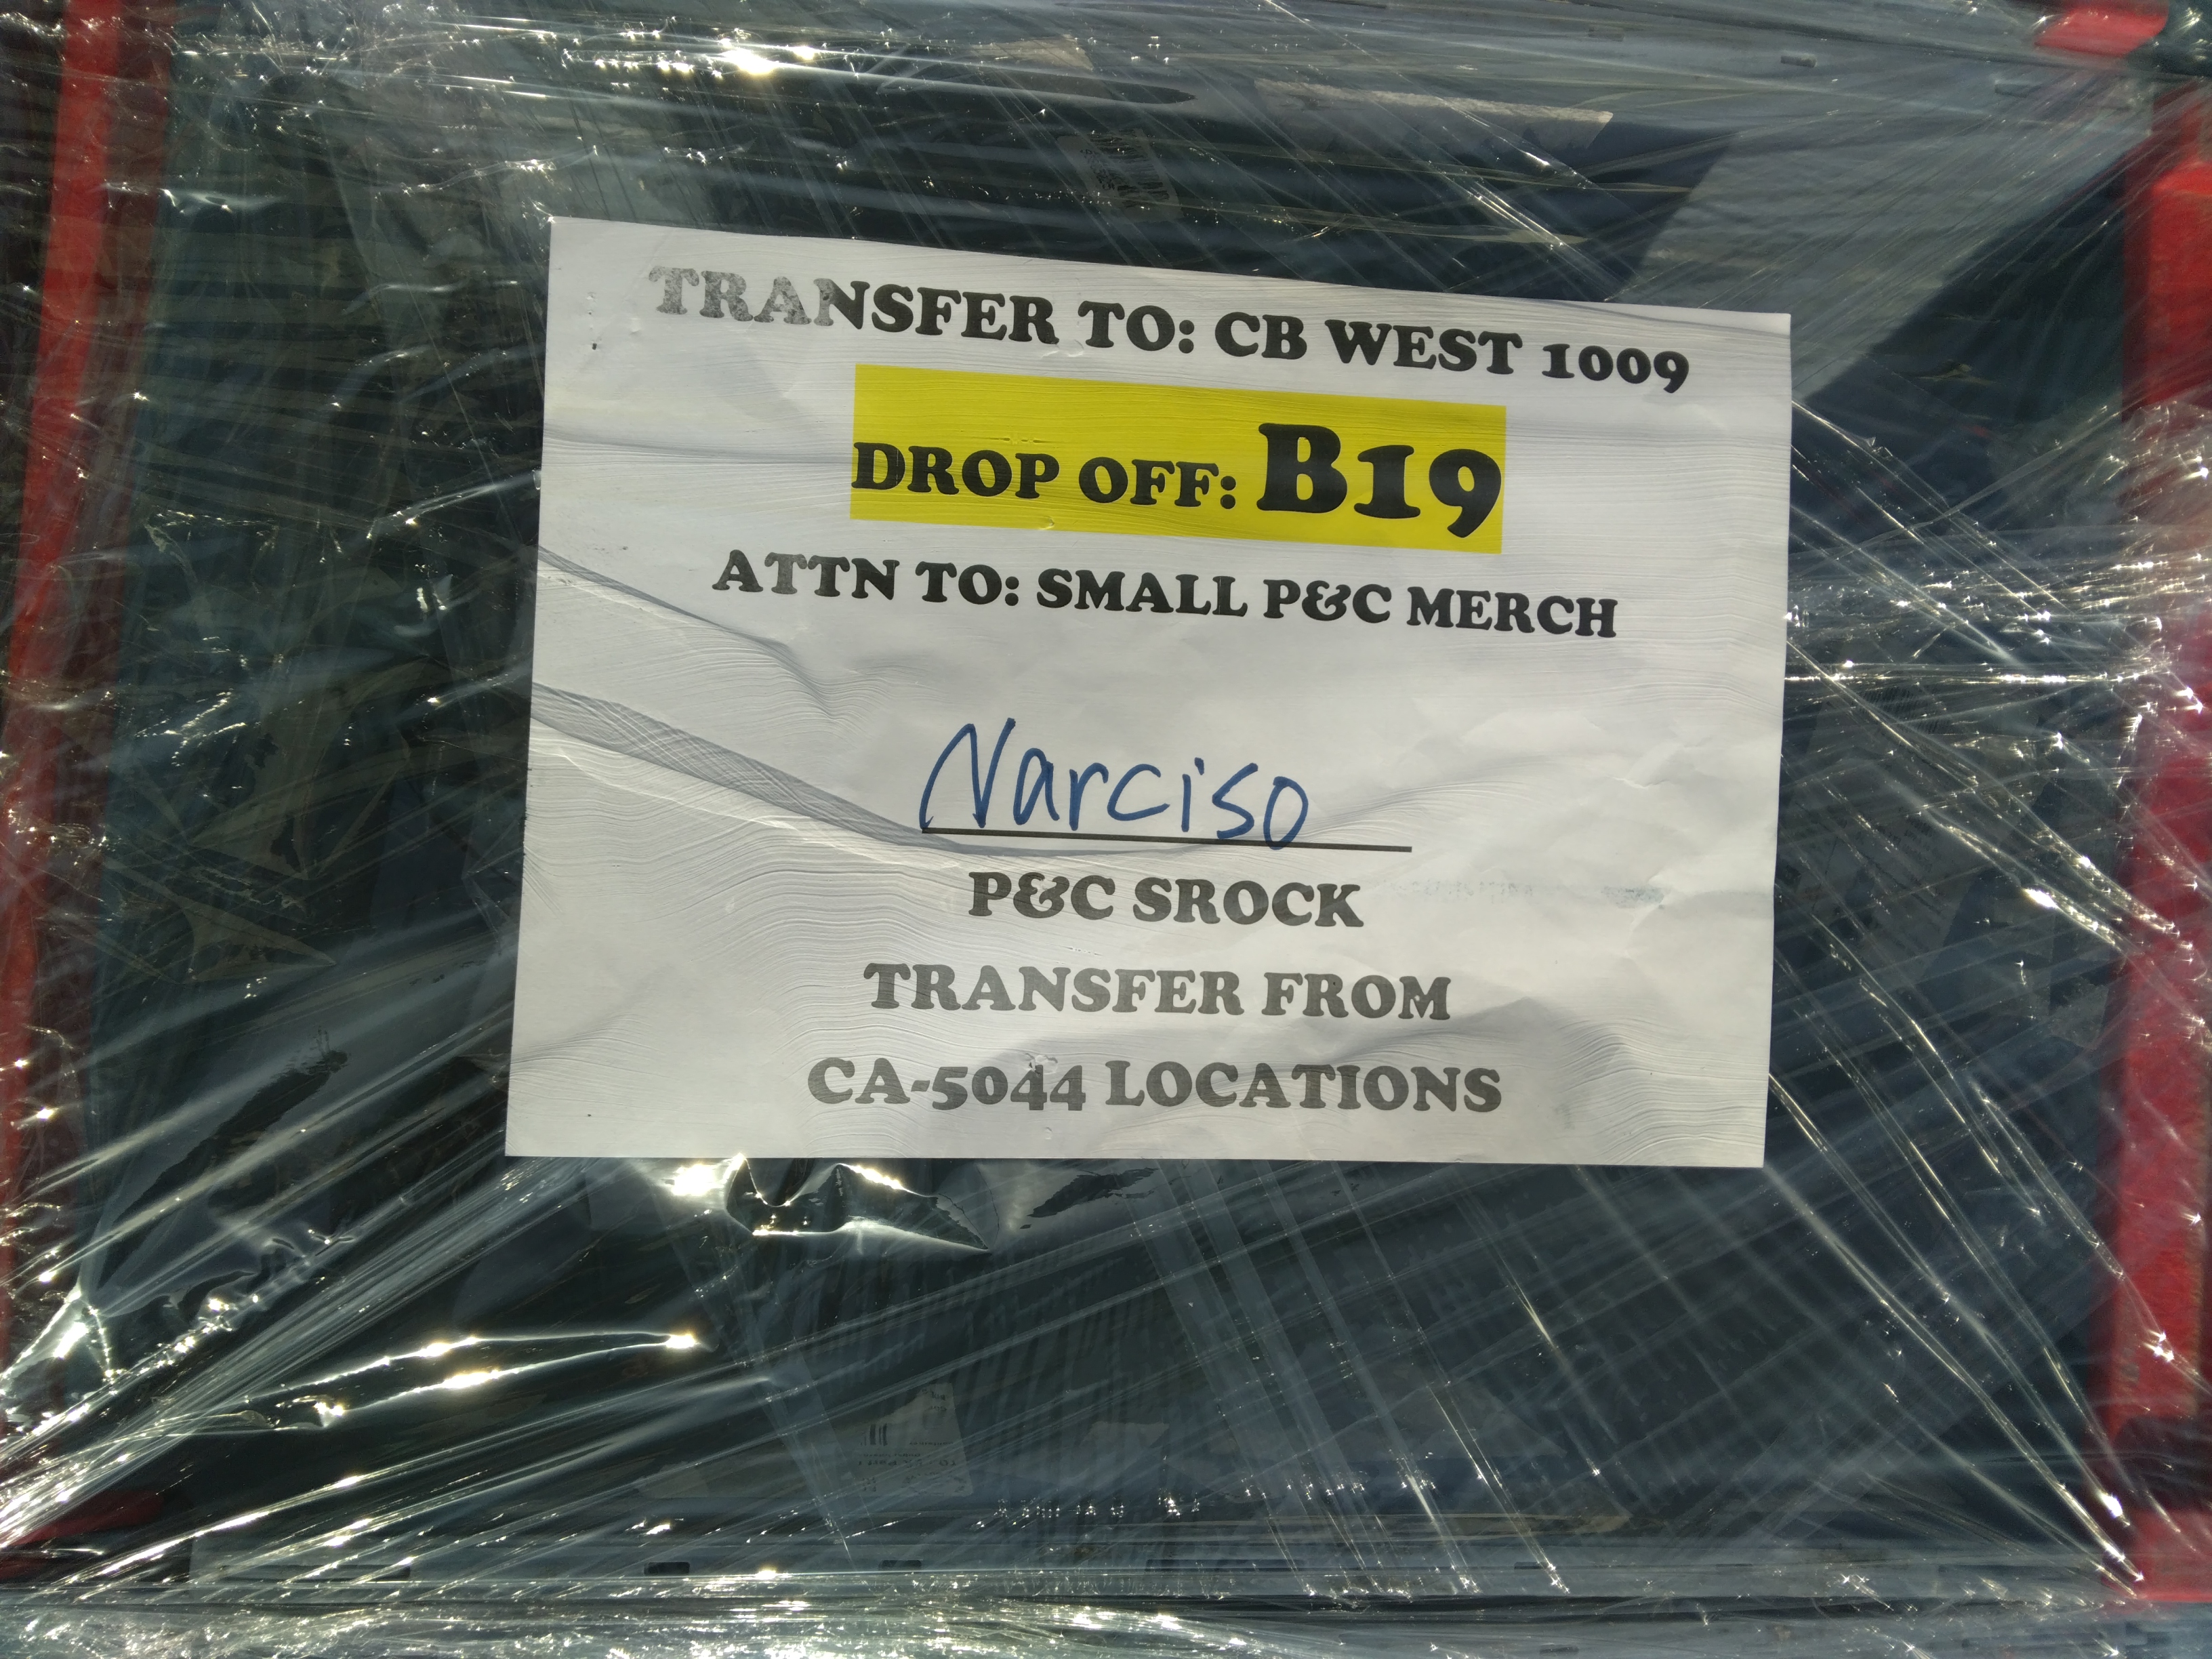 TRANSFER TO: CB WEST 1009
DROP OFF: B19
ATTN TO: SMALL P&C MERCH
Narciso
P&C SROCK
TRANSFER FROM
CA-5044 LOCATIONS